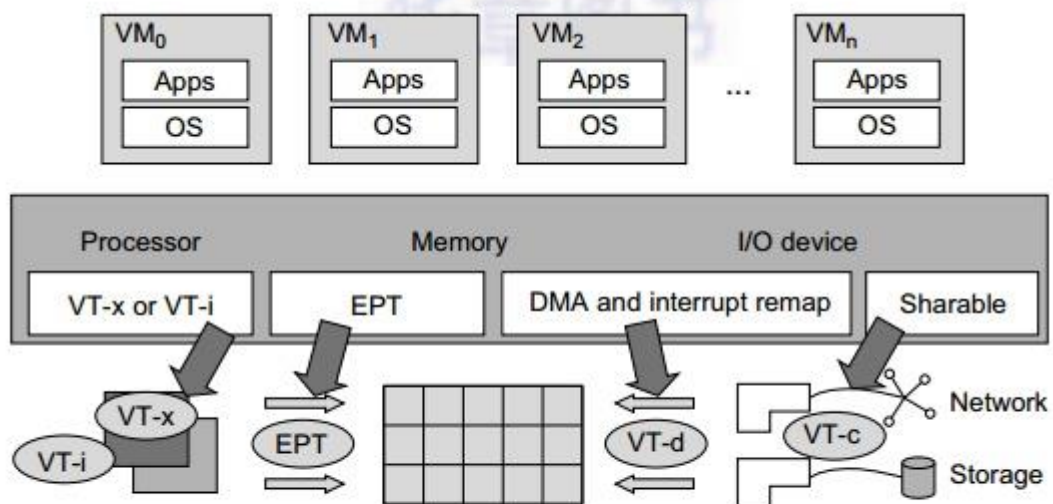 VM0 VM1 VM2 VMn
Apps Apps Apps ... Apps
OS OS OS OS
Processor Memory I/O device
VT-x or VT-i EPT DMA and interrupt remap Sharable
VT-x Network
VT-i EPT VT-d VT-c
Storage